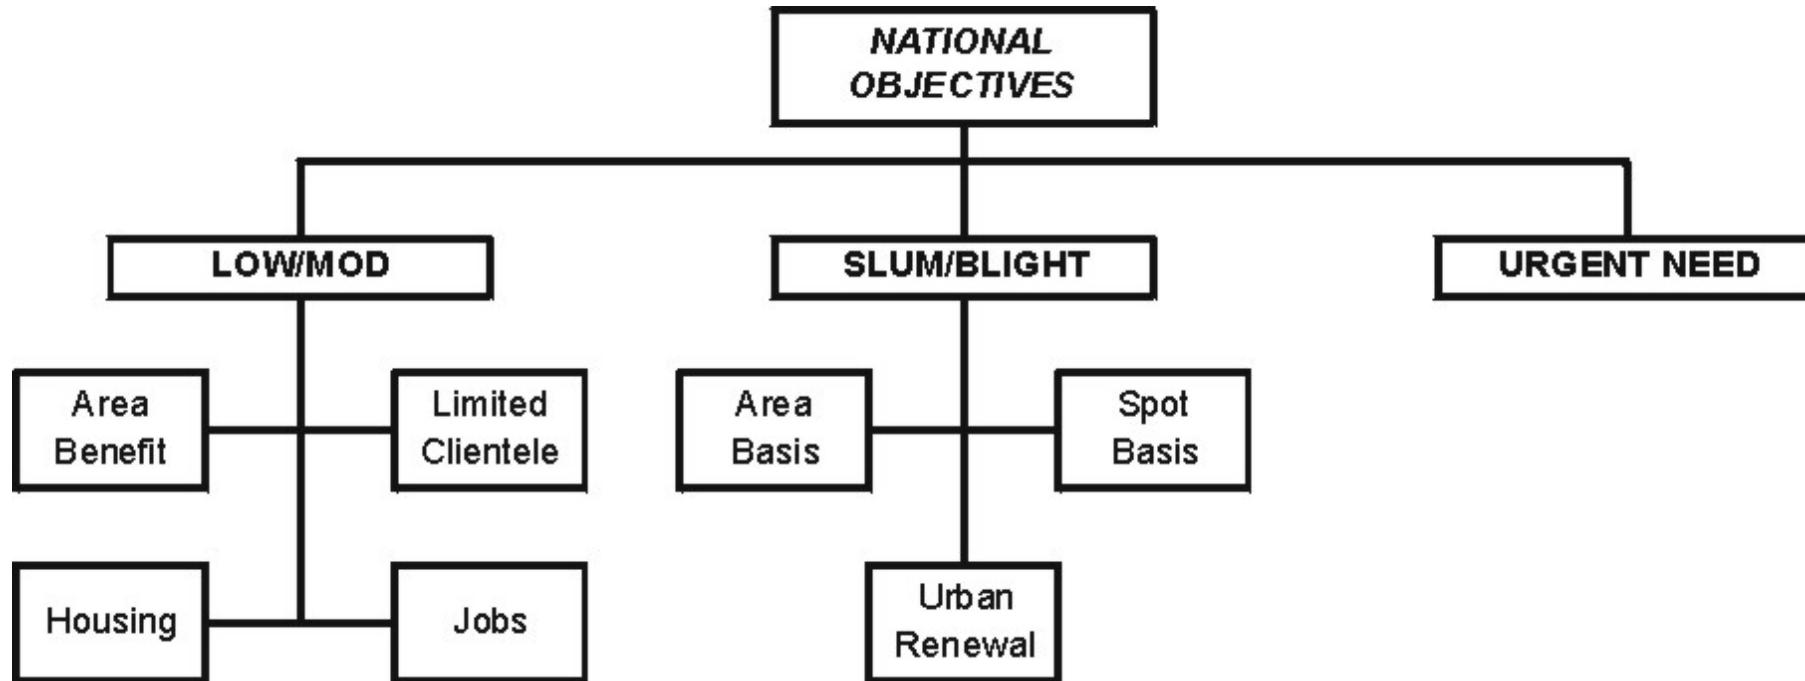 NATIONAL
OBJECTIVES
LOW/MOD
SLUM/BLIGHT
URGENT NEED
Area
Benefit
Limited
Clientele
Area
Basis
Spot
Basis
Housing
Jobs
Urban
Renewal